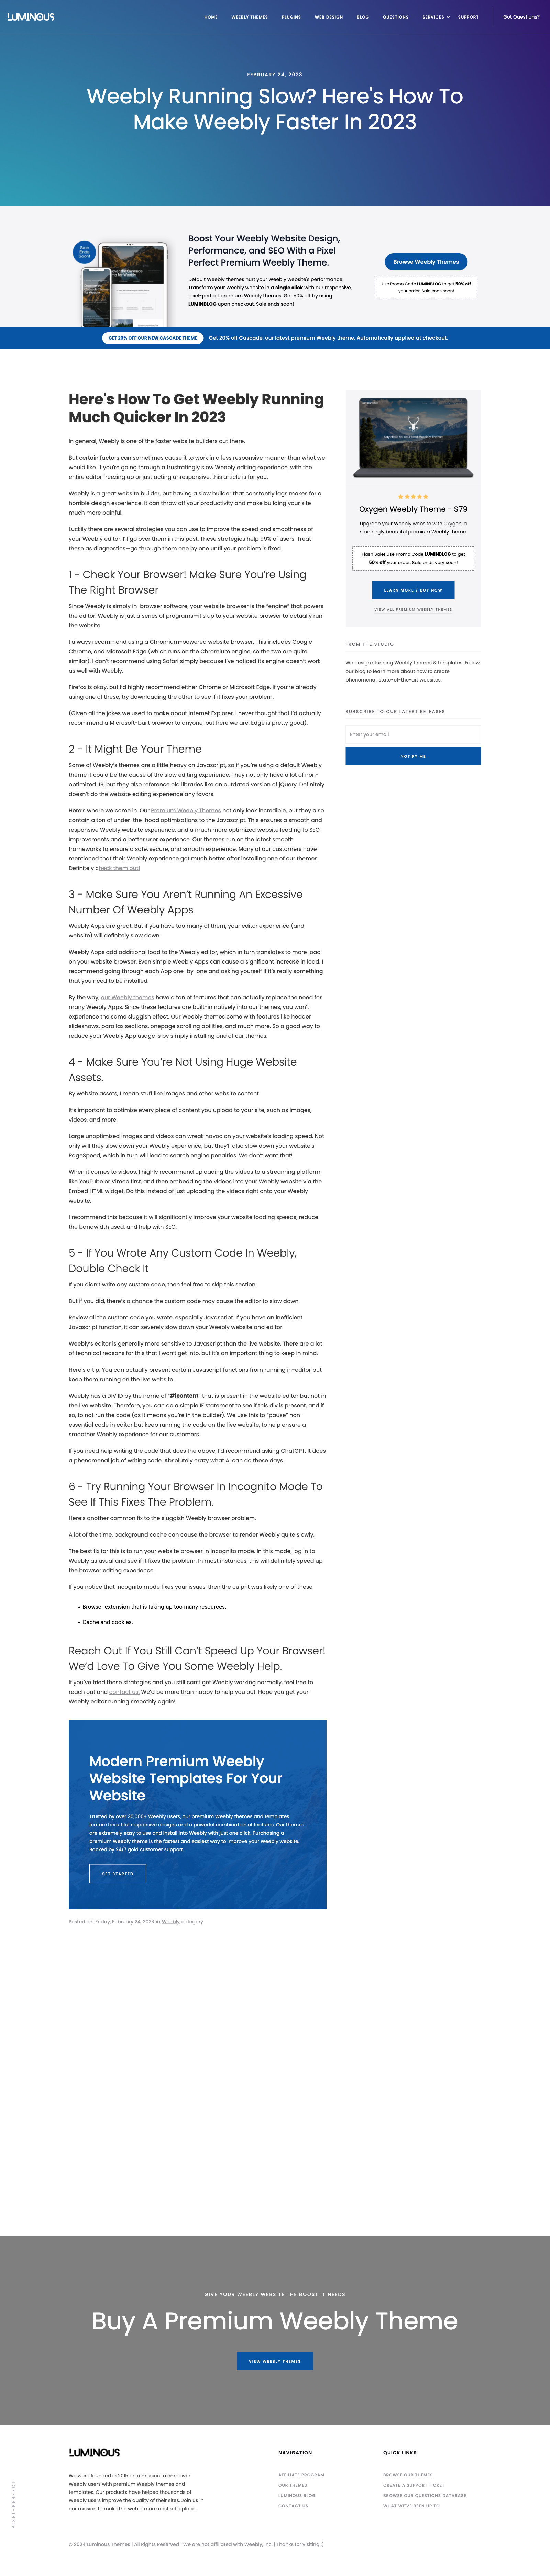 LUMINOUS
HOME
WEEBLY THEMES
PLUGINS
WEB DESIGN
BLOG
QUESTIONS
SERVICES
SUPPORT
Got Questions?
FEBRUARY 24, 2023
Weebly Running Slow? Here's How To
Make Weebly Faster In 2023
Sale
Ends
Soon!
Boost Your Weebly Website Design,
Performance, and SEO With a Pixel
Perfect Premium Weebly Theme.
Default Weebly themes hurt your Weebly website's performance.
Transform your Weebly website in a single click with our responsive,
pixel-perfect premium Weebly themes. Get 50% off by using
LUMINBLOG upon checkout. Sale ends soon!
Browse Weebly Themes
Use Promo Code LUMINBLOG to get 50% off
your order. Sale ends soon!
GET 20% OFF OUR NEW CASCADE THEME
Get 20% off Cascade, our latest premium Weebly theme. Automatically applied at checkout.
Here's How To Get Weebly Running
Much Quicker In 2023
In general, Weebly is one of the faster website builders out there.
But certain factors can sometimes cause it to work in a less responsive manner than what we
would like. If you're going through a frustratingly slow Weebly editing experience, with the
entire editor freezing up or just acting unresponsive, this article is for you.
Weebly is a great website builder, but having a slow builder that constantly lags makes for a
horrible design experience. It can throw off your productivity and make building your site
much more painful.
Luckily there are several strategies you can use to improve the speed and smoothness of
your Weebly editor. I'll go over them in this post. These strategies help 99% of users. Treat
these as diagnostics—go through them one by one until your problem is fixed.
1 - Check Your Browser! Make Sure You're Using
The Right Browser
Since Weebly is simply in-browser software, your website browser is the "engine" that powers
the editor. Weebly is just a series of programs—it's up to your website browser to actually run
the website.
I always recommend using a Chromium-powered website browser. This includes Google
Chrome, and Microsoft Edge (which runs on the Chromium engine, so the two are quite
similar). I don't recommend using Safari simply because I've noticed its engine doesn't work
as well with Weebly.
Firefox is okay, but I'd highly recommend either Chrome or Microsoft Edge. If you're already
using one of these, try downloading the other to see if it fixes your problem.
(Given all the jokes we used to make about Internet Explorer, I never thought that I'd actually
recommend a Microsoft-built browser to anyone, but here we are. Edge is pretty good).
2 - It Might Be Your Theme
Some of Weebly's themes are a little heavy on Javascript, so if you're using a default Weebly
theme it could be the cause of the slow editing experience. They not only have a lot of non-
optimized JS, but they also reference old libraries like an outdated version of jQuery. Definitely
doesn't do the website editing experience any favors.
Here's where we come in. Our Premium Weebly Themes not only look incredible, but they also
contain a ton of under-the-hood optimizations to the Javascript. This ensures a smooth and
responsive Weebly website experience, and a much more optimized website leading to SEO
improvements and a better user experience. Our themes run on the latest smooth
frameworks to ensure a safe, secure, and smooth experience. Many of our customers have
mentioned that their Weebly experience got much better after installing one of our themes.
Definitely check them out!
3 - Make Sure You Aren't Running An Excessive
Number Of Weebly Apps
Weebly Apps are great. But if you have too many of them, your editor experience (and
website) will definitely slow down.
Weebly Apps add additional load to the Weebly editor, which in turn translates to more load
on your website browser. Even simple Weebly Apps can cause a significant increase in load. I
recommend going through each App one-by-one and asking yourself if it's really something
that you need to be installed.
By the way, our Weebly themes have a ton of features that can actually replace the need for
many Weebly Apps. Since these features are built-in natively into our themes, you won't
experience the same sluggish effect. Our Weebly themes come with features like header
slideshows, parallax sections, onepage scrolling abilities, and much more. So a good way to
reduce your Weebly App usage is by simply installing one of our themes.
4 - Make Sure You're Not Using Huge Website
Assets.
By website assets, I mean stuff like images and other website content.
It's important to optimize every piece of content you upload to your site, such as images,
videos, and more.
Large unoptimized images and videos can wreak havoc on your website's loading speed. Not
only will they slow down your Weebly experience, but they'll also slow down your website's
PageSpeed, which in turn will lead to search engine penalties. We don't want that!
When it comes to videos, I highly recommend uploading the videos to a streaming platform
like YouTube or Vimeo first, and then embedding the videos into your Weebly website via the
Embed HTML widget. Do this instead of just uploading the videos right onto your Weebly
website.
I recommend this because it will significantly improve your website loading speeds, reduce
the bandwidth used, and help with SEO.
5 - If You Wrote Any Custom Code In Weebly,
Double Check It
If you didn't write any custom code, then feel free to skip this section.
But if you did, there's a chance the custom code may cause the editor to slow down.
Review all the custom code you wrote, especially Javascript. If you have an inefficient
Javascript function, it can severely slow down your Weebly website and editor.
Weebly's editor is generally more sensitive to Javascript than the live website. There are a lot
of technical reasons for this that I won't get into, but it's an important thing to keep in mind.
Here's a tip: You can actually prevent certain Javascript functions from running in-editor but
keep them running on the live website.
Weebly has a DIV ID by the name of "#icontent" that is present in the website editor but not in
the live website. Therefore, you can do a simple IF statement to see if this div is present, and if
so, to not run the code (as it means you're in the builder). We use this to "pause" non-
essential code in editor but keep running the code on the live website, to help ensure a
smoother Weebly experience for our customers.
If you need help writing the code that does the above, I'd recommend asking ChatGPT. It does
a phenomenal job of writing code. Absolutely crazy what AI can do these days.
6 - Try Running Your Browser In Incognito Mode To
See If This Fixes The Problem.
Here's another common fix to the sluggish Weebly browser problem.
A lot of the time, background cache can cause the browser to render Weebly quite slowly.
The best fix for this is to run your website browser in Incognito mode. In this mode, log in to
Weebly as usual and see if it fixes the problem. In most instances, this will definitely speed up
the browser editing experience.
If you notice that incognito mode fixes your issues, then the culprit was likely one of these:
• Browser extension that is taking up too many resources.
• Cache and cookies.
Reach Out If You Still Can't Speed Up Your Browser!
We'd Love To Give You Some Weebly Help.
If you've tried these strategies and you still can't get Weebly working normally, feel free to
reach out and contact us. We'd be more than happy to help you out. Hope you get your
Weebly editor running smoothly again!
Modern Premium Weebly
Website Templates For Your
Website
Trusted by over 30,000+ Weebly users, our premium Weebly themes and templates
feature beautiful responsive designs and a powerful combination of features. Our themes
are extremely easy to use and install into Weebly with just one click. Purchasing a
premium Weebly theme is the fastest and easiest way to improve your Weebly website.
Backed by 24/7 gold customer support.
GET STARTED
Posted on: Friday, February 24, 2023 in Weebly category
Oxygen Weebly Theme - $79
Upgrade your Weebly website with Oxygen, a
stunningly beautiful premium Weebly theme.
Flash Sale! Use Promo Code LUMINBLOG to get
50% off your order. Sale ends very soon!
LEARN MORE / BUY NOW
VIEW ALL PREMIUM WEEBLY THEMES
FROM THE STUDIO
We design stunning Weebly themes & templates. Follow
our blog to learn more about how to create
phenomenal, state-of-the-art websites.
SUBSCRIBE TO OUR LATEST RELEASES
Enter your email
NOTIFY ME
GIVE YOUR WEEBLY WEBSITE THE BOOST IT NEEDS
Buy A Premium Weebly Theme
VIEW WEEBLY THEMES
LUMINOUS
We were founded in 2015 on a mission to empower
Weebly users with premium Weebly themes and
templates. Our products have helped thousands of
Weebly users improve the quality of their sites. Join us in
our mission to make the web a more aesthetic place.
NAVIGATION
AFFILIATE PROGRAM
OUR THEMES
LUMINOUS BLOG
CONTACT US
QUICK LINKS
BROWSE OUR THEMES
CREATE A SUPPORT TICKET
BROWSE OUR QUESTIONS DATABASE
WHAT WE'VE BEEN UP TO
PIXEL-PERFECT
© 2024 Luminous Themes | All Rights Reserved | We are not affiliated with Weebly, Inc. | Thanks for visiting :)